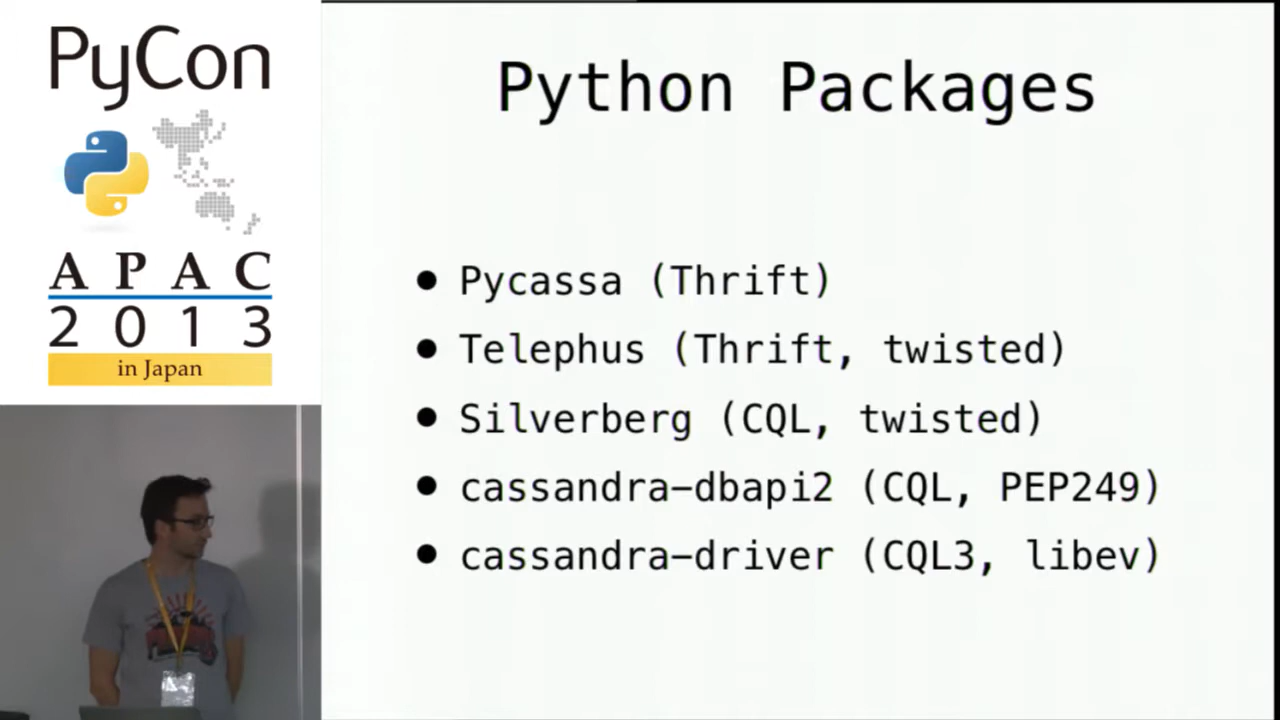 PyCon
APAC
2013
in Japan
Python Packages
● Pycassa (Thrift)
● Telephus (Thrift, twisted)
● Silverberg (CQL, twisted)
● cassandra-dbapi2 (CQL, PEP249)
● cassandra-driver (CQL3, libev)